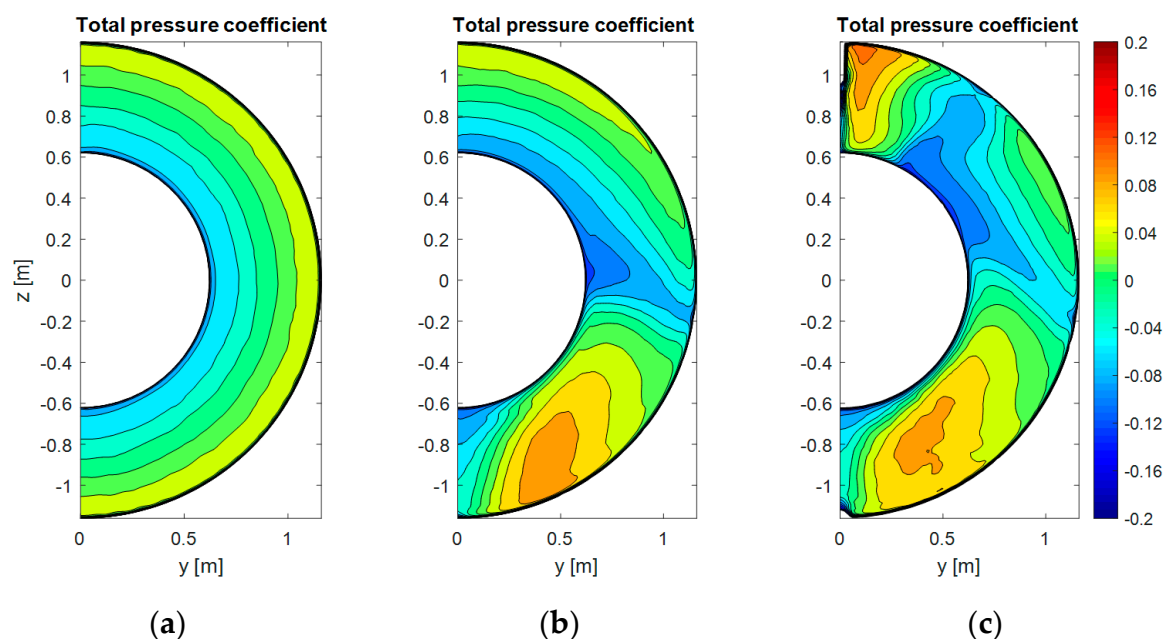 Total pressure coefficient Total pressure coefficient Total pressure coefficient
1 1 1 0.2
0.8 0.8 0.8 0.16
0.6 0.6 0.6 0.12
0.4 0.4 0.4 0.08
0.2 0.2 0.2 0.04
z [m] 0 0 0 0
-0.2 -0.2 -0.2 -0.04
-0.4 -0.4 -0.4 -0.08
-0.6 -0.6 -0.6 -0.12
-0.8 -0.8 -0.8 -0.16
-1 -1 -1 -0.2
0 0.5 1 0 0.5 1 0 0.5 1
y [m] y [m] y [m]
(a) (b) (c)